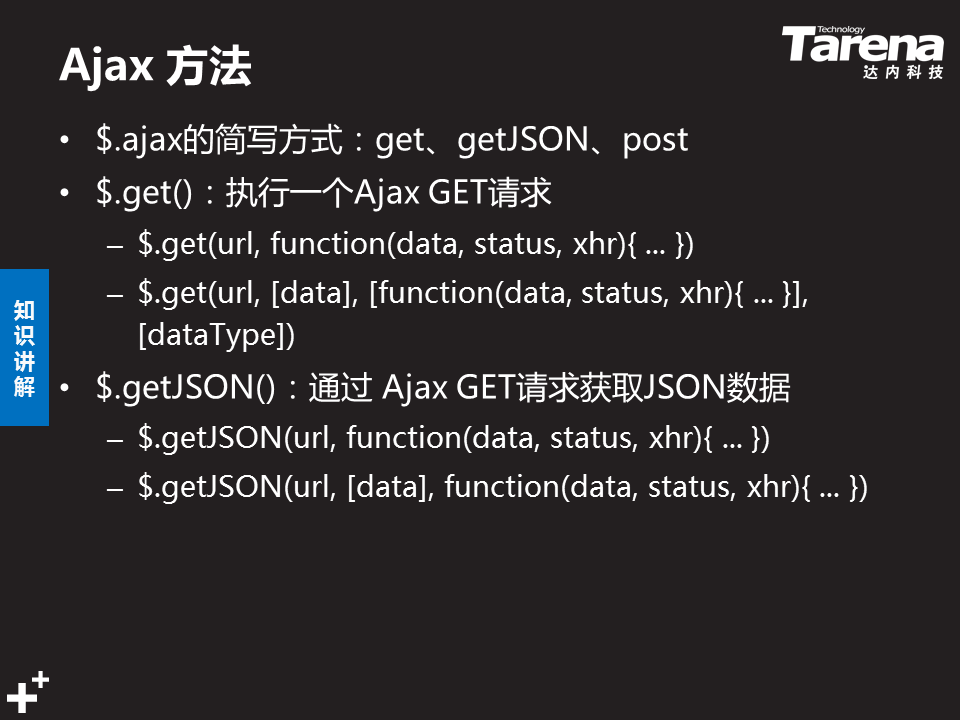 Ajax 方法
Technology
Tarena
达内科技
• $.ajax的简写方式：get、getJSON、post
• $.get()：执行一个Ajax GET请求
– $.get(url, function(data, status, xhr){ ... })
– $.get(url, [data], [function(data, status, xhr){ ... }],
[dataType])
知识讲解
• $.getJSON()：通过 Ajax GET请求获取JSON数据
– $.getJSON(url, function(data, status, xhr){ ... })
– $.getJSON(url, [data], function(data, status, xhr){ ... })